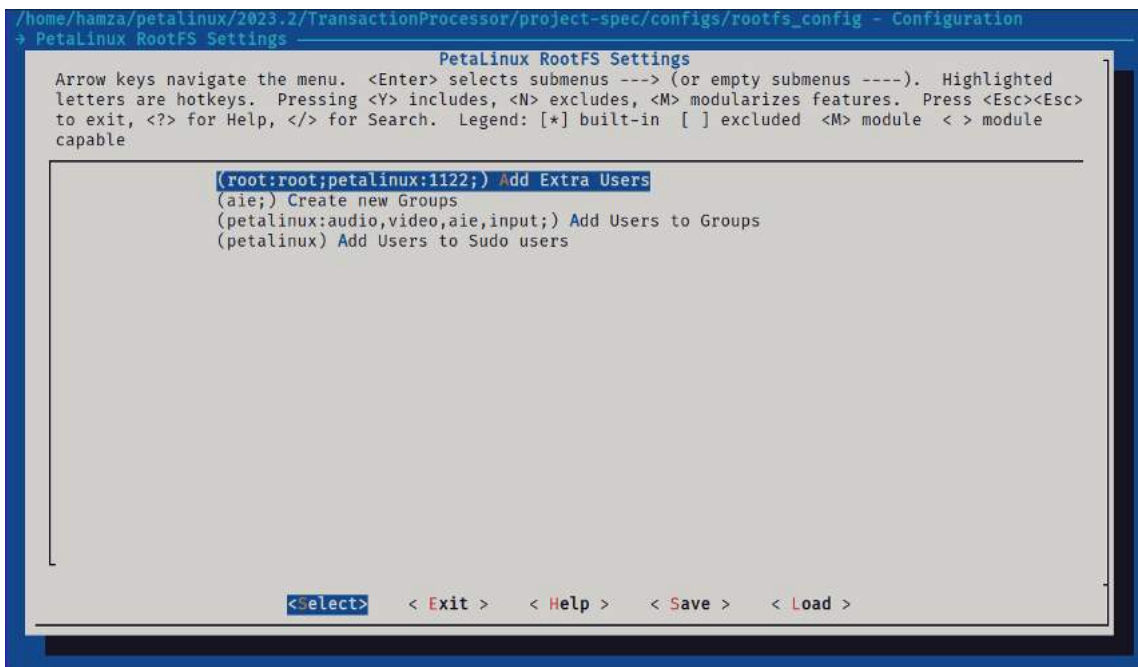 /home/hamza/petalinux/2023.2/TransactionProcessor/project-spec/configs/rootfs_config - Configuration
→ PetaLinux RootFS Settings
PetaLinux RootFS Settings
Arrow keys navigate the menu.  <Enter> selects submenus ---> (or empty submenus ----).  Highlighted
letters are hotkeys.  Pressing <Y> includes, <N> excludes, <M> modularizes features.  Press <Esc><Esc>
to exit, <?> for Help, </> for Search.  Legend: [*] built-in  [ ] excluded  <M> module  < > module
capable
(root:root;petalinux:1122;) Add Extra Users
(aie;) Create new Groups
(petalinux:audio,video,aie,input;) Add Users to Groups
(petalinux) Add Users to Sudo users
<Select>    < Exit >    < Help >    < Save >    < Load >